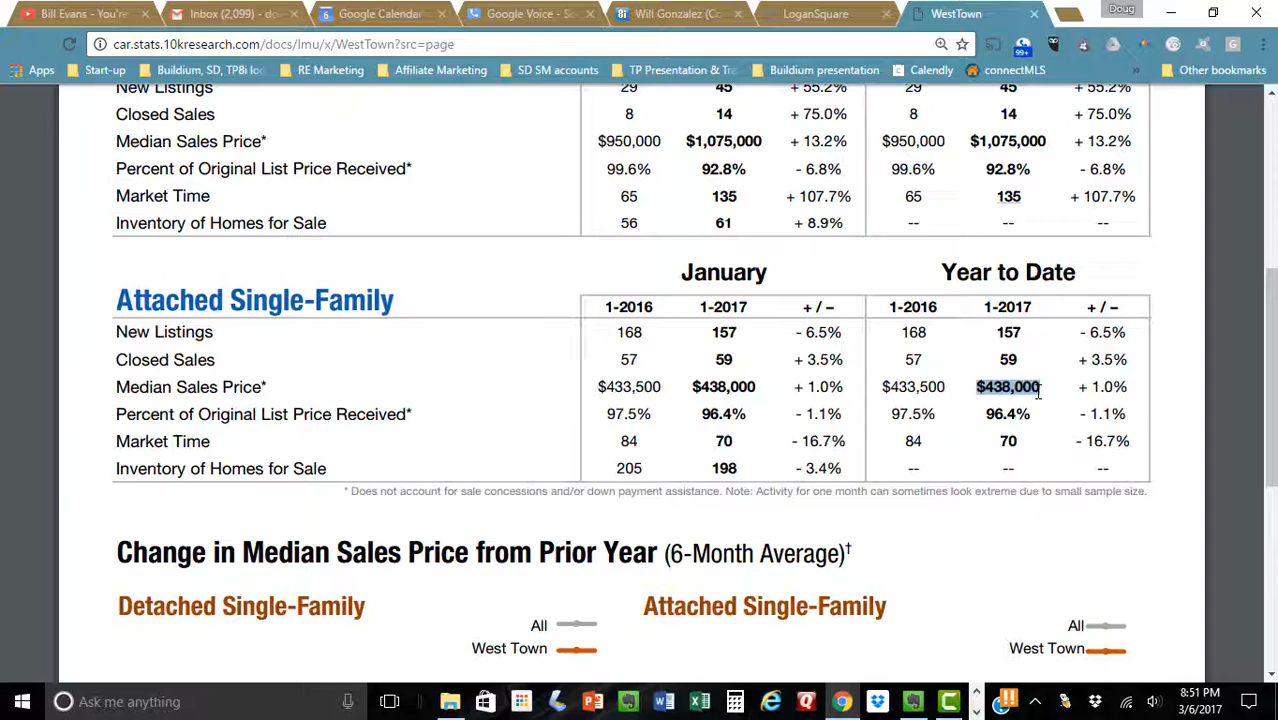 Bill Evans - You're
Inbox (2,099) - do
Google Calendar
Google Voice - Se
Will Gonzalez (Co
LoganSquare
WestTown
Doug
car.stats.10kresearch.com/docs/lmu/x/WestTown?src=page
99+
Apps
Start-up
Buildium, SD, TP8i lo
RE Marketing
Affiliate Marketing
SD SM accounts
TP Presentation & Tr
Buildium presentation
Calendly
connectMLS
Other bookmarks
New Listings 29 45 + 55.2% 29 45 + 55.2%
Closed Sales 8 14 + 75.0% 8 14 + 75.0%
Median Sales Price* $950,000 $1,075,000 + 13.2% $950,000 $1,075,000 + 13.2%
Percent of Original List Price Received* 99.6% 92.8% - 6.8% 99.6% 92.8% - 6.8%
Market Time 65 135 + 107.7% 65 135 + 107.7%
Inventory of Homes for Sale 56 61 + 8.9% -- -- --
January Year to Date
Attached Single-Family
1-2016 1-2017 + / – 1-2016 1-2017 + / –
New Listings 168 157 - 6.5% 168 157 - 6.5%
Closed Sales 57 59 + 3.5% 57 59 + 3.5%
Median Sales Price* $433,500 $438,000 + 1.0% $433,500 $438,000 + 1.0%
Percent of Original List Price Received* 97.5% 96.4% - 1.1% 97.5% 96.4% - 1.1%
Market Time 84 70 - 16.7% 84 70 - 16.7%
Inventory of Homes for Sale 205 198 - 3.4% -- -- --
* Does not account for sale concessions and/or down payment assistance. Note: Activity for one month can sometimes look extreme due to small sample size.
Change in Median Sales Price from Prior Year (6-Month Average)†
Detached Single-Family
Attached Single-Family
All
West Town
All
West Town
Ask me anything
8:51 PM
3/6/2017